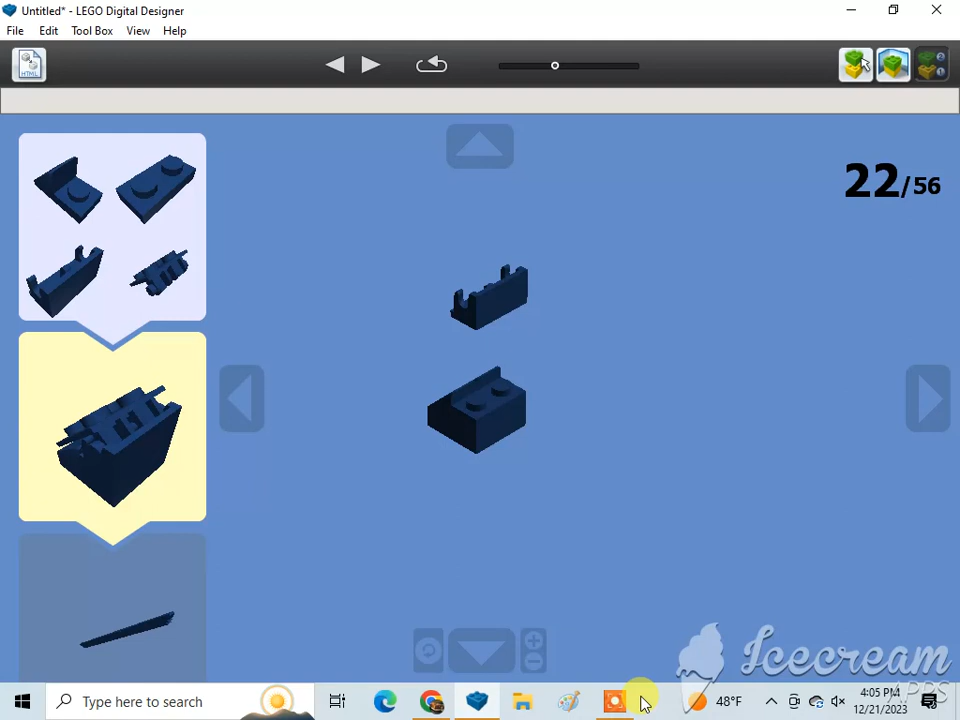 Untitled* - LEGO Digital Designer
File Edit Tool Box View Help
HTML
22/56
Icecream
APPS
Type here to search
48°F
4:05 PM
12/21/2023